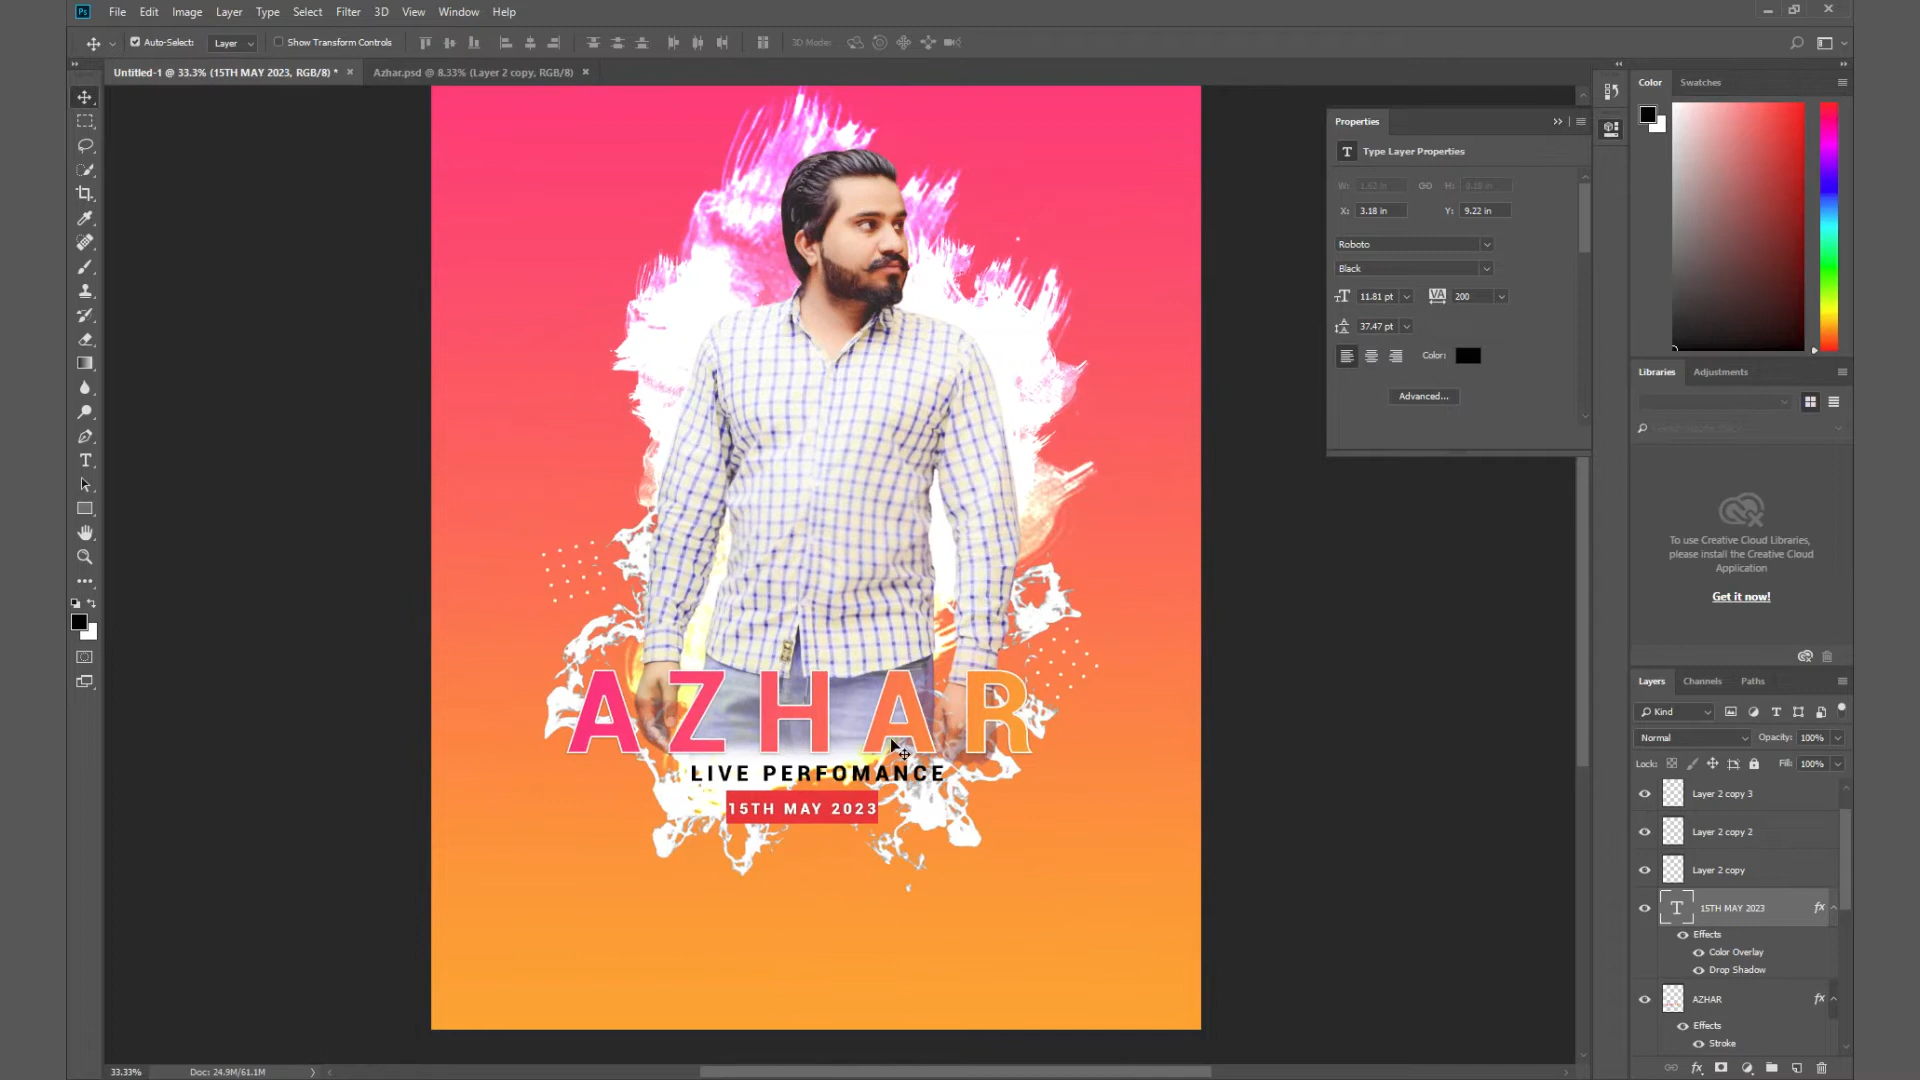 Ps File Edit Image Layer Type Select Filter 3D View Window Help
Auto-Select: Layer Show Transform Controls 3D Mode:
Untitled-1 @ 33.3% (15TH MAY 2023, RGB/8) * × Azhar.psd @ 8.33% (Layer 2 copy, RGB/8) ×
Color Swatches
Properties
Type Layer Properties
W: 1.62 in H: 0.18 in
X: 3.18 in Y: 9.22 in
Roboto
Black
11.81 pt VA 200
37.47 pt
Color:
Advanced...
Libraries Adjustments
To use Creative Cloud Libraries,
please install the Creative Cloud
Application
Get it now!
AZHAR
LIVE PERFOMANCE
15TH MAY 2023
Layers Channels Paths
Kind
Normal Opacity: 100%
Lock: Fill: 100%
Layer 2 copy 3
Layer 2 copy 2
Layer 2 copy
T 15TH MAY 2023 fx
Effects
Color Overlay
Drop Shadow
AZHAR fx
Effects
Stroke
33.33% Doc: 24.9M/61.1M